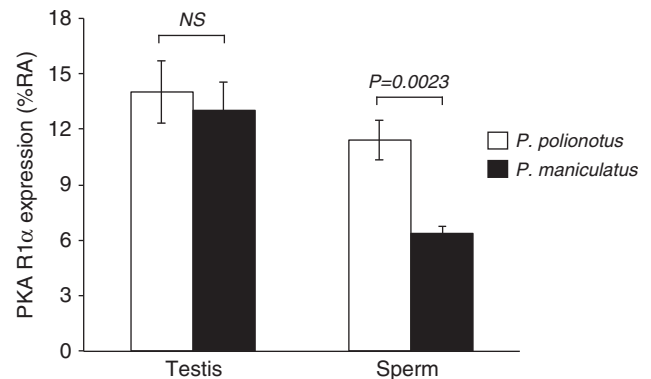 PKA R1α expression (%RA)
18
15
12
9
6
3
0
NS
P=0.0023
P. polionotus
P. maniculatus
Testis
Sperm